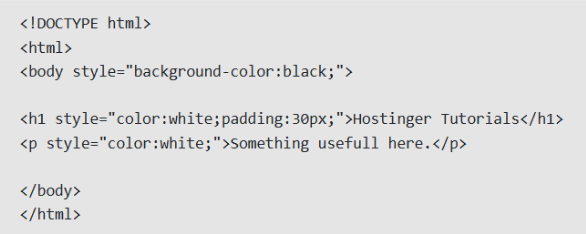 <!DOCTYPE html>
<html>
<body style="background-color:black;">
<h1 style="color:white;padding:30px;">Hostinger Tutorials</h1>
<p style="color:white;">Something usefull here.</p>
</body>
</html>